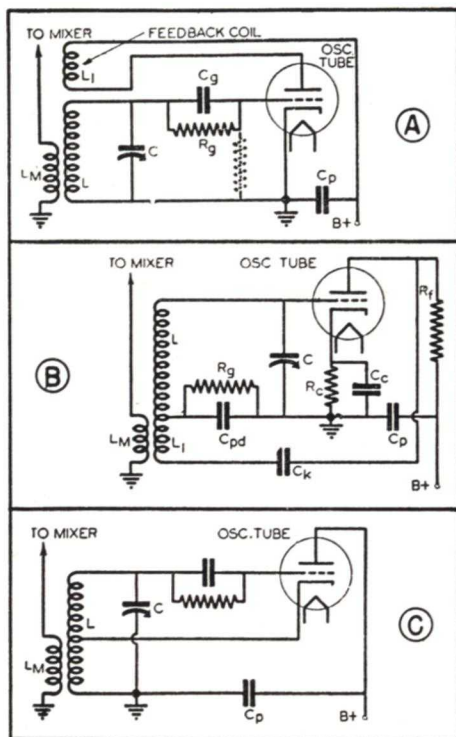 TO MIXER
FEEDBACK COIL
OSC.
TUBE
L1
Cg
A
LM
L
C
Rg
Cp
B+
TO MIXER
OSC TUBE
Rf
B
L
C
Rg
Rc
Cc
LM
L1
Cpd
Cp
Ck
B+
TO MIXER
OSC.TUBE
C
L
C
LM
Cp
B+